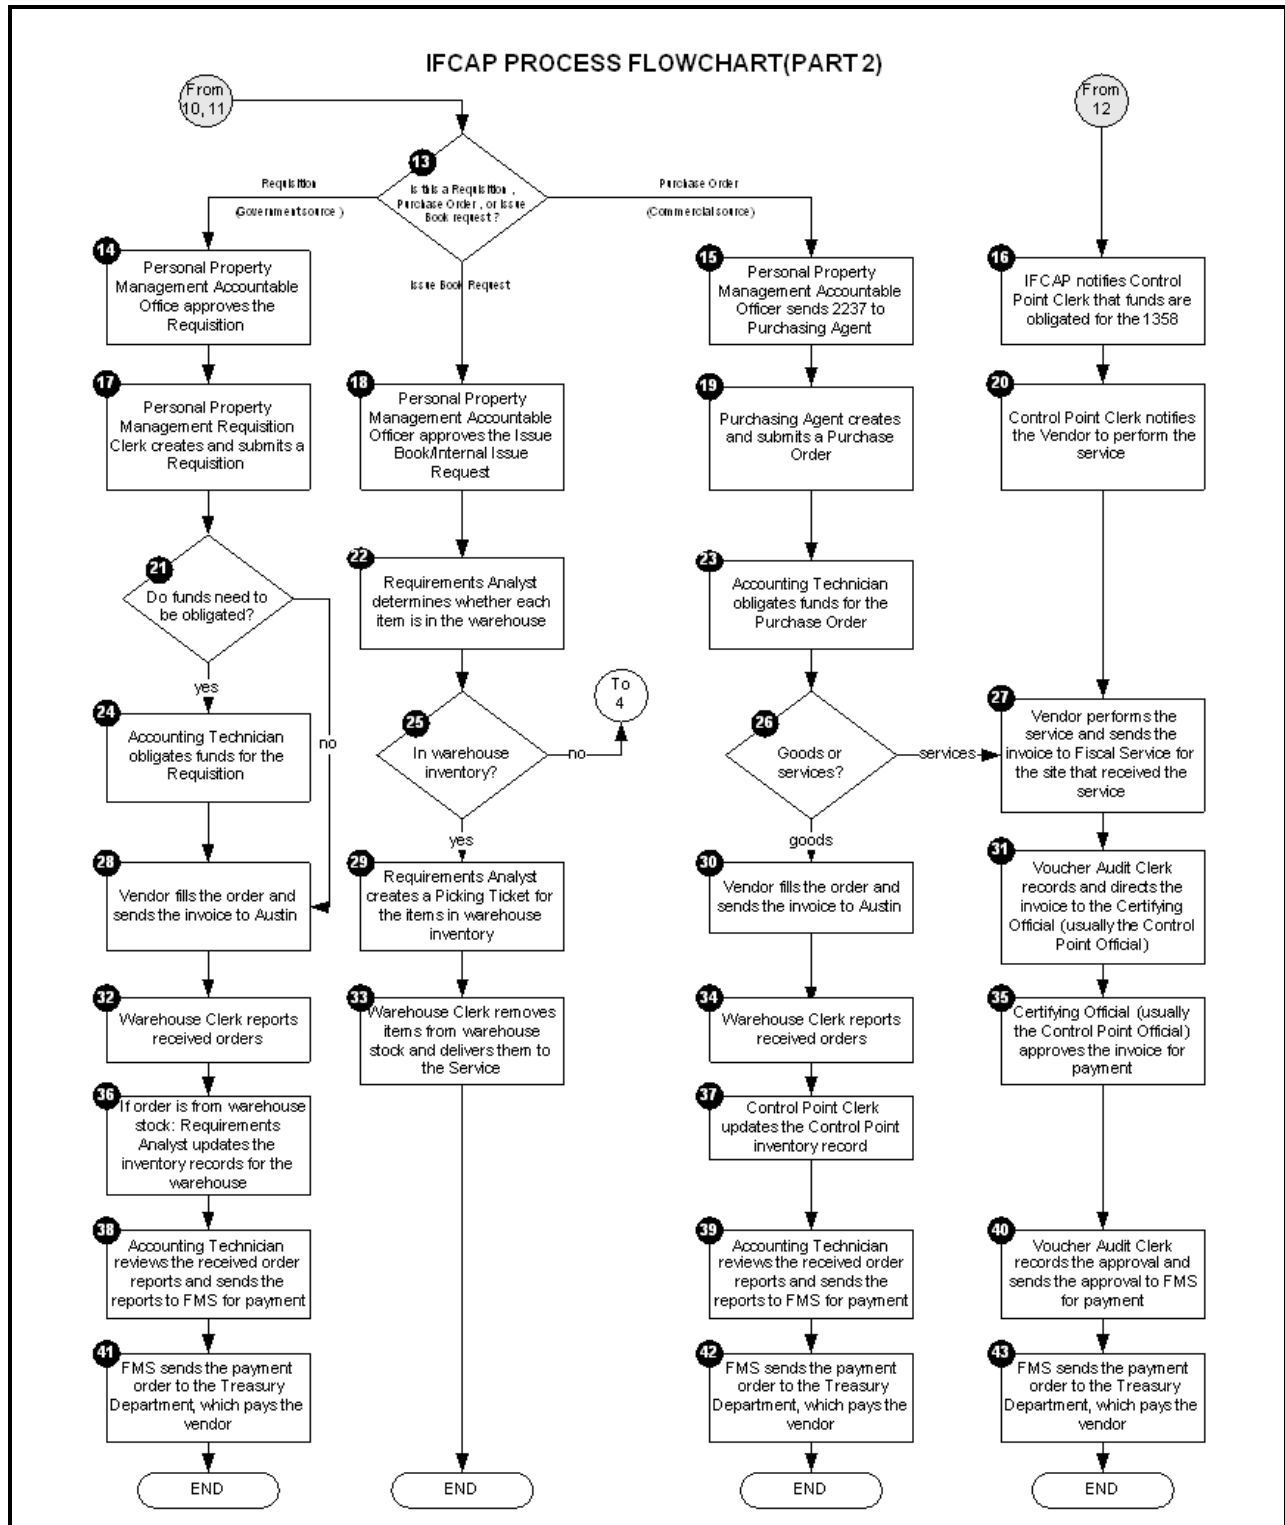 IFCAP PROCESS FLOWCHART(PART 2)
From
10, 11
From
12
13
Is this a Requisition ,
Purchase Order , or Issue
Book request ?
Requisition
(Government source )
Purchase Order
(Commercial source)
Issue Book Request
14
Personal Property
Management Accountable
Office approves the
Requisition
15
Personal Property
Management Accountable
Officer sends 2237 to
Purchasing Agent
16
IFCAP notifies Control
Point Clerk that funds are
obligated for the 1358
17
Personal Property
Management Requisition
Clerk creates and submits a
Requisition
18
Personal Property
Management Accountable
Officer approves the Issue
Book/Internal Issue
Request
19
Purchasing Agent creates
and submits a Purchase
Order
20
Control Point Clerk notifies
the Vendor to perform the
service
21
Do funds need to
be obligated?
yes
no
22
Requirements Analyst
determines whether each
item is in the warehouse
23
Accounting Technician
obligates funds for the
Purchase Order
24
Accounting Technician
obligates funds for the
Requisition
25
In warehouse
inventory?
no
To
4
yes
26
Goods or
services?
services
goods
27
Vendor performs the
service and sends the
invoice to Fiscal Service for
the site that received the
service
28
Vendor fills the order and
sends the invoice to Austin
29
Requirements Analyst
creates a Picking Ticket for
the items in warehouse
inventory
30
Vendor fills the order and
sends the invoice to Austin
31
Voucher Audit Clerk
records and directs the
invoice to the Certifying
Official (usually the Control
Point Official)
32
Warehouse Clerk reports
received orders
33
Warehouse Clerk removes
items from warehouse
stock and delivers them to
the Service
34
Warehouse Clerk reports
received orders
35
Certifying Official (usually
the Control Point Official)
approves the invoice for
payment
36
If order is from warehouse
stock: Requirements
Analyst updates the
inventory records for the
warehouse
37
Control Point Clerk
updates the Control Point
inventory record
38
Accounting Technician
reviews the received order
reports and sends the
reports to FMS for payment
39
Accounting Technician
reviews the received order
reports and sends the
reports to FMS for payment
40
Voucher Audit Clerk
records the approval and
sends the approval to FMS
for payment
41
FMS sends the payment
order to the Treasury
Department, which pays the
vendor
42
FMS sends the payment
order to the Treasury
Department, which pays the
vendor
43
FMS sends the payment
order to the Treasury
Department, which pays the
vendor
END
END
END
END